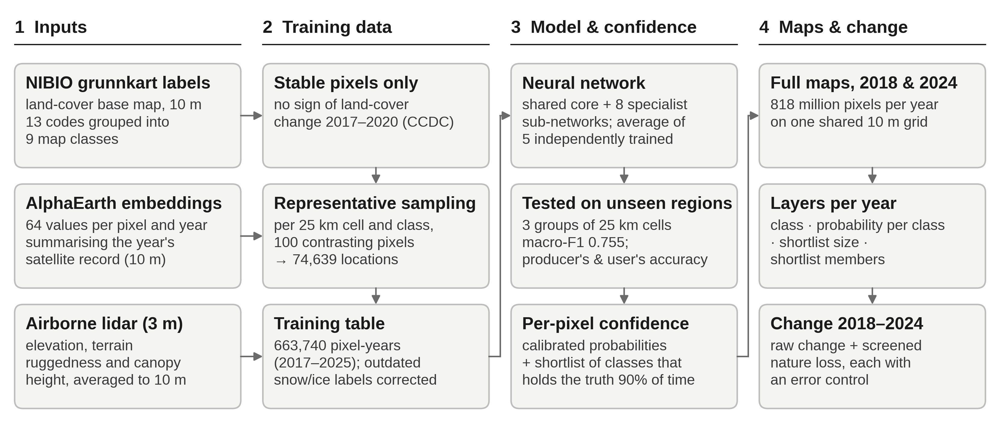 1 Inputs
NIBIO grunnkart labels
land-cover base map, 10 m
13 codes grouped into
9 map classes
AlphaEarth embeddings
64 values per pixel and year
summarising the year's
satellite record (10 m)
Airborne lidar (3 m)
elevation, terrain
ruggedness and canopy
height, averaged to 10 m
2 Training data
Stable pixels only
no sign of land-cover
change 2017–2020 (CCDC)
Representative sampling
per 25 km cell and class,
100 contrasting pixels
→ 74,639 locations
Training table
663,740 pixel-years
(2017–2025); outdated
snow/ice labels corrected
3 Model & confidence
Neural network
shared core + 8 specialist
sub-networks; average of
5 independently trained
Tested on unseen regions
3 groups of 25 km cells
macro-F1 0.755;
producer's & user's accuracy
Per-pixel confidence
calibrated probabilities
+ shortlist of classes that
holds the truth 90% of time
4 Maps & change
Full maps, 2018 & 2024
818 million pixels per year
on one shared 10 m grid
Layers per year
class · probability per class
· shortlist size ·
shortlist members
Change 2018–2024
raw change + screened
nature loss, each with
an error control